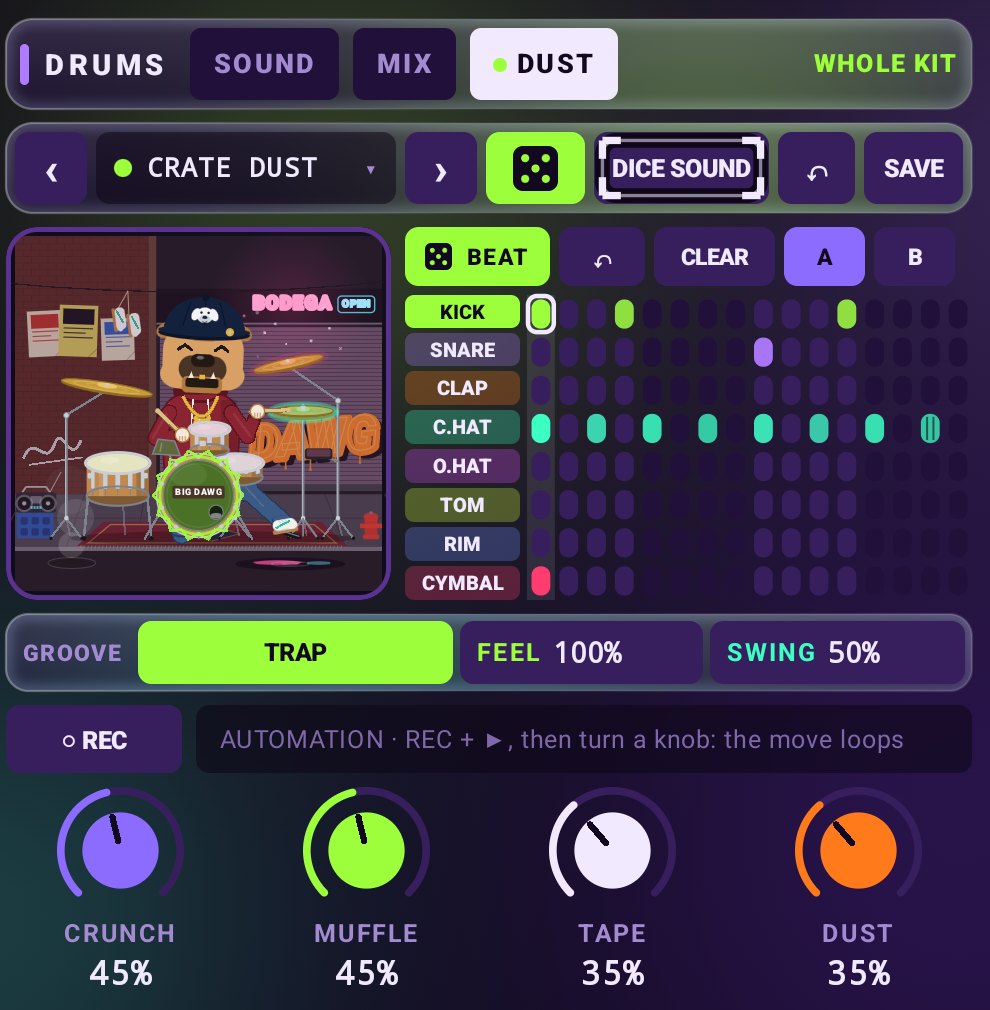 DRUMS SOUND MIX DUST WHOLE KIT
‹ CRATE DUST ▾ › DICE SOUND ↶ SAVE
BEAT ↶ CLEAR A B
BODEGA OPEN
DAWG
BIG DAWG
KICK
SNARE
CLAP
C.HAT
O.HAT
TOM
RIM
CYMBAL
GROOVE TRAP FEEL 100% SWING 50%
REC AUTOMATION · REC + ►, then turn a knob: the move loops
CRUNCH MUFFLE TAPE DUST
45% 45% 35% 35%